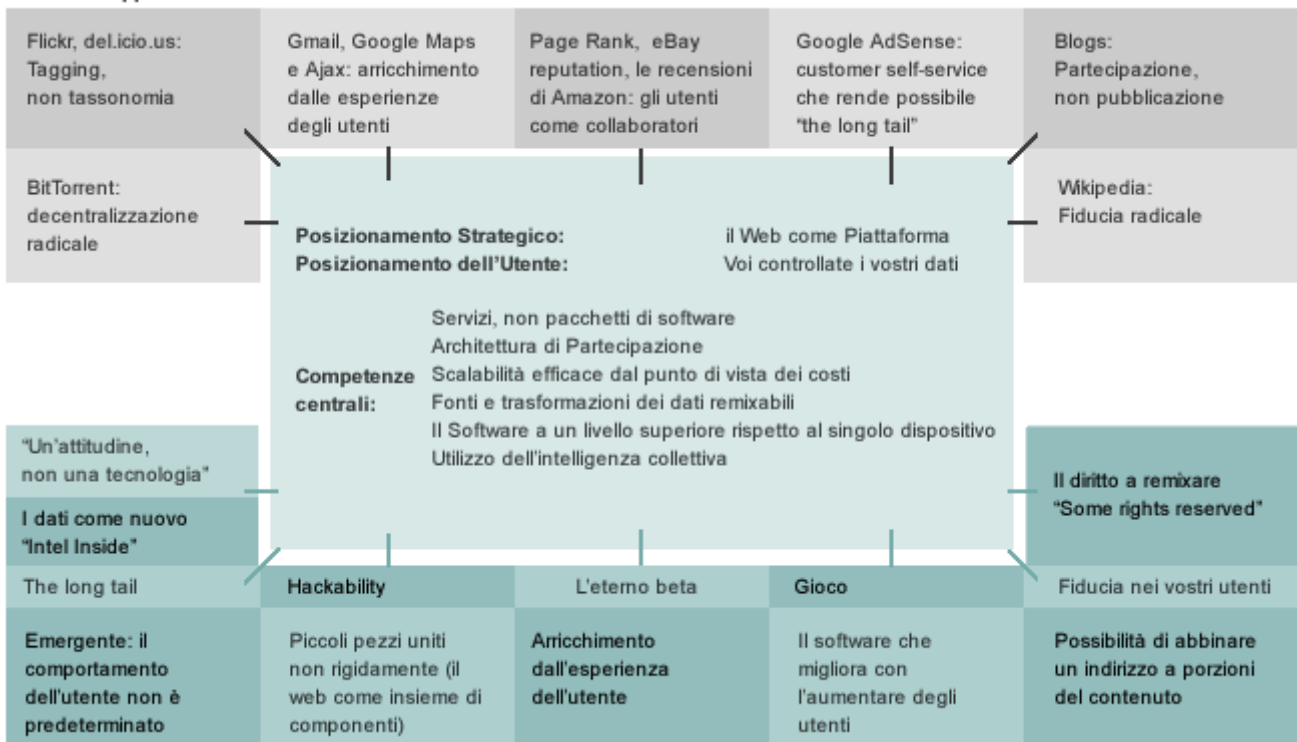 Flickr, del.icio.us:
Tagging,
non tassonomia
Gmail, Google Maps
e Ajax: arricchimento
dalle esperienze
degli utenti
Page Rank, eBay
reputation, le recensioni
di Amazon: gli utenti
come collaboratori
Google AdSense:
customer self-service
che rende possibile
“the long tail”
Blogs:
Partecipazione,
non pubblicazione
BitTorrent:
decentralizzazione
radicale
Wikipedia:
Fiducia radicale
Posizionamento Strategico: il Web come Piattaforma
Posizionamento dell’Utente: Voi controllate i vostri dati
Competenze
centrali:
Servizi, non pacchetti di software
Architettura di Partecipazione
Scalabilità efficace dal punto di vista dei costi
Fonti e trasformazioni dei dati remixabili
Il Software a un livello superiore rispetto al singolo dispositivo
Utilizzo dell’intelligenza collettiva
“Un’attitudine,
non una tecnologia”
I dati come nuovo
“Intel Inside”
Il diritto a remixare
“Some rights reserved”
The long tail
Hackability
L’eterno beta
Gioco
Fiducia nei vostri utenti
Emergente: il
comportamento
dell’utente non è
predeterminato
Piccoli pezzi uniti
non rigidamente (il
web come insieme di
componenti)
Arricchimento
dall’esperienza
dell’utente
Il software che
migliora con
l’aumentare degli
utenti
Possibilità di abbinare
un indirizzo a porzioni
del contenuto